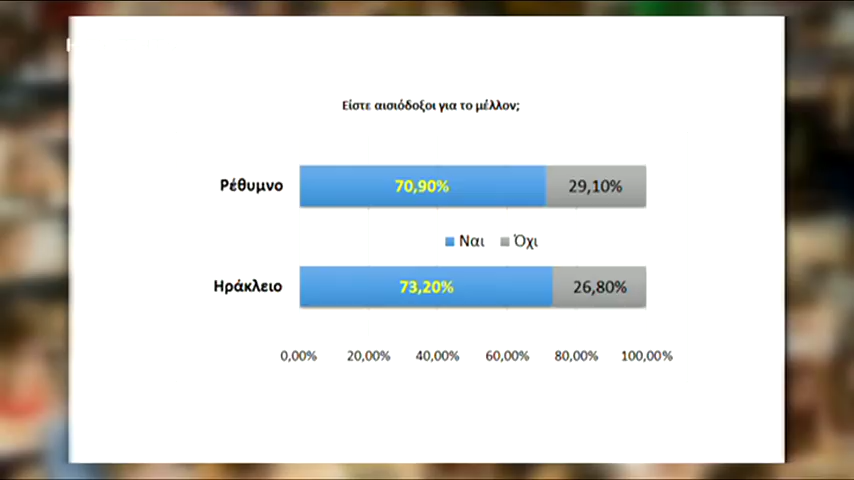 Είστε αισιόδοξοι για το μέλλον;
Ρέθυμνο 70,90% 29,10%
Ναι Όχι
Ηράκλειο 73,20% 26,80%
0,00% 20,00% 40,00% 60,00% 80,00% 100,00%